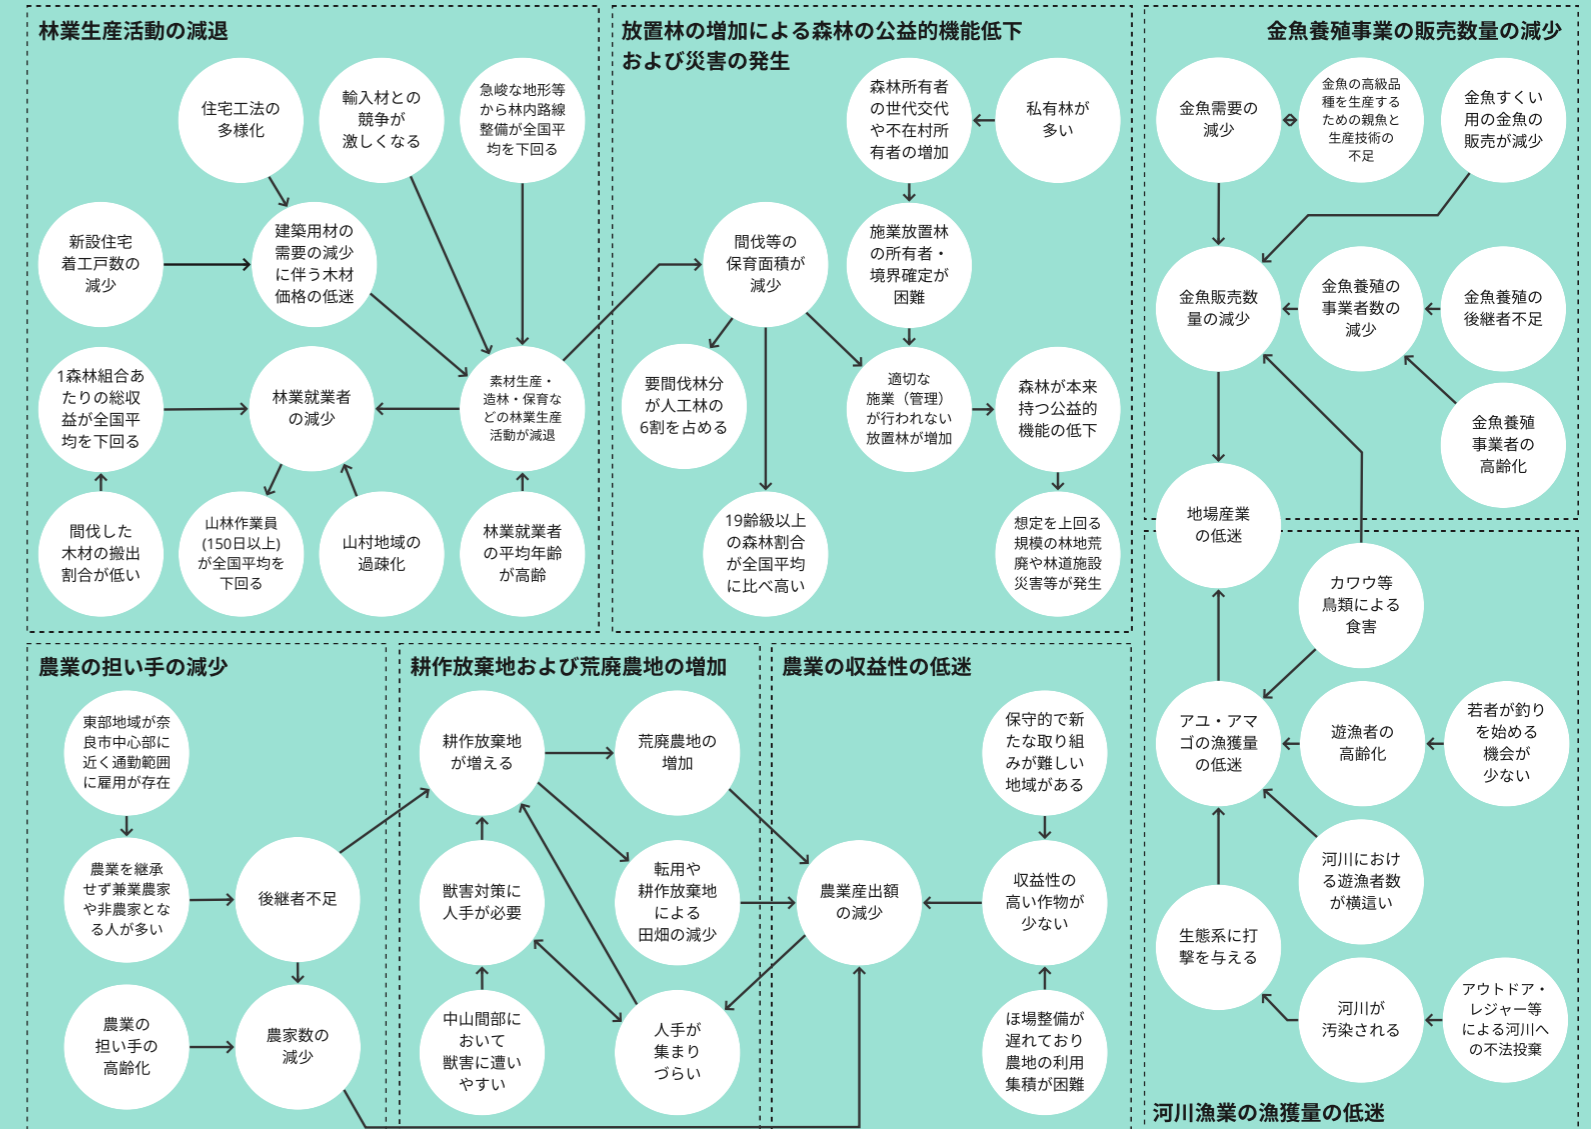 林業生産活動の減退
住宅工法の
多様化
輸入材との
競争が
激しくなる
急峻な地形等
から林内路線
整備が全国平
均を下回る
新設住宅
着工戸数の
減少
建築用材の
需要の減少
に伴う木材
価格の低迷
1森林組合あ
たりの総収
益が全国平
均を下回る
林業就業者
の減少
素材生産・
造林・保育な
どの林業生産
活動が減退
間伐した
木材の搬出
割合が低い
山林作業員
(150日以上)
が全国平均を
下回る
山村地域の
過疎化
林業就業者
の平均年齢
が高齢
放置林の増加による森林の公益的機能低下
および災害の発生
森林所有者
の世代交代
や不在村所
有者の増加
私有林が
多い
間伐等の
保育面積が
減少
施業放置林
の所有者・
境界確定が
困難
要間伐林分
が人工林の
6割を占める
適切な
施業（管理）
が行われない
放置林が増加
森林が本来
持つ公益的
機能の低下
19齢級以上
の森林割合
が全国平均
に比べ高い
想定を上回る
規模の林地荒
廃や林道施設
災害等が発生
金魚養殖事業の販売数量の減少
金魚需要の
減少
金魚の高級品
種を生産する
ための親魚と
生産技術の
不足
金魚すくい
用の金魚の
販売が減少
金魚販売数
量の減少
金魚養殖の
事業者数の
減少
金魚養殖の
後継者不足
金魚養殖
事業者の
高齢化
地場産業
の低迷
カワウ等
鳥類による
食害
アユ・アマ
ゴの漁獲量
の低迷
遊漁者の
高齢化
若者が釣り
を始める
機会が
少ない
河川におけ
る遊漁者数
が横這い
生態系に打
撃を与える
河川が
汚染される
アウトドア・
レジャー等
による河川へ
の不法投棄
河川漁業の漁獲量の低迷
農業の担い手の減少
東部地域が奈
良市中心部に
近く通勤範囲
に雇用が存在
農業を継承
せず兼業農家
や非農家とな
る人が多い
後継者不足
農業の
担い手の
高齢化
農家数の
減少
耕作放棄地および荒廃農地の増加
耕作放棄地
が増える
荒廃農地の
増加
獣害対策に
人手が必要
転用や
耕作放棄地
による
田畑の減少
中山間部に
おいて
獣害に遭い
やすい
人手が
集まり
づらい
農業の収益性の低迷
保守的で新
たな取り組
みが難しい
地域がある
農業産出額
の減少
収益性の
高い作物が
少ない
ほ場整備が
遅れており
農地の利用
集積が困難